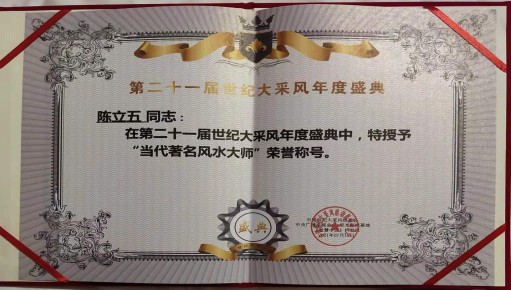 第二十一届世纪大采风年度盛典
陈立五 同志：
在第二十一届世纪大采风年度盛典中，特授予
“当代著名风水大师”荣誉称号。
盛典